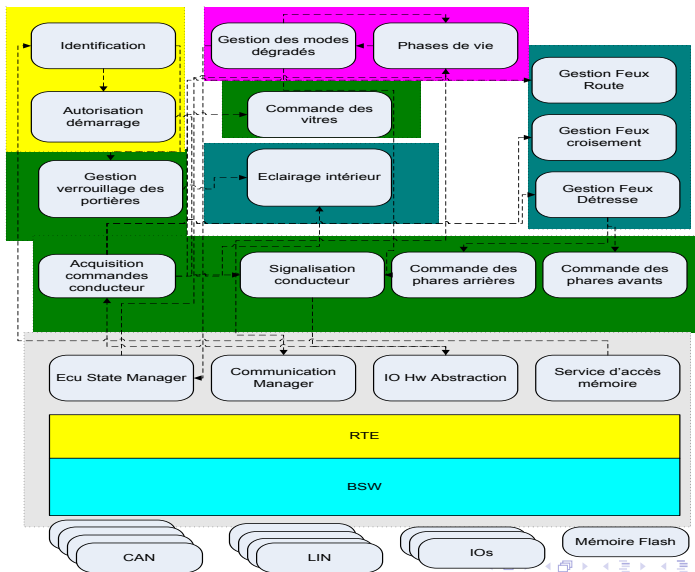 Identification
Gestion des modes
dégradés
Phases de vie
Gestion Feux
Route
Autorisation
démarrage
Commande des
vitres
Gestion Feux
croisement
Gestion
verrouillage des
portières
Eclairage intérieur
Gestion Feux
Détresse
Acquisition
commandes
conducteur
Signalisation
conducteur
Commande des
phares arrières
Commande des
phares avants
Ecu State Manager
Communication
Manager
IO Hw Abstraction
Service d'accès
mémoire
RTE
BSW
CAN
LIN
IOs
Mémoire Flash